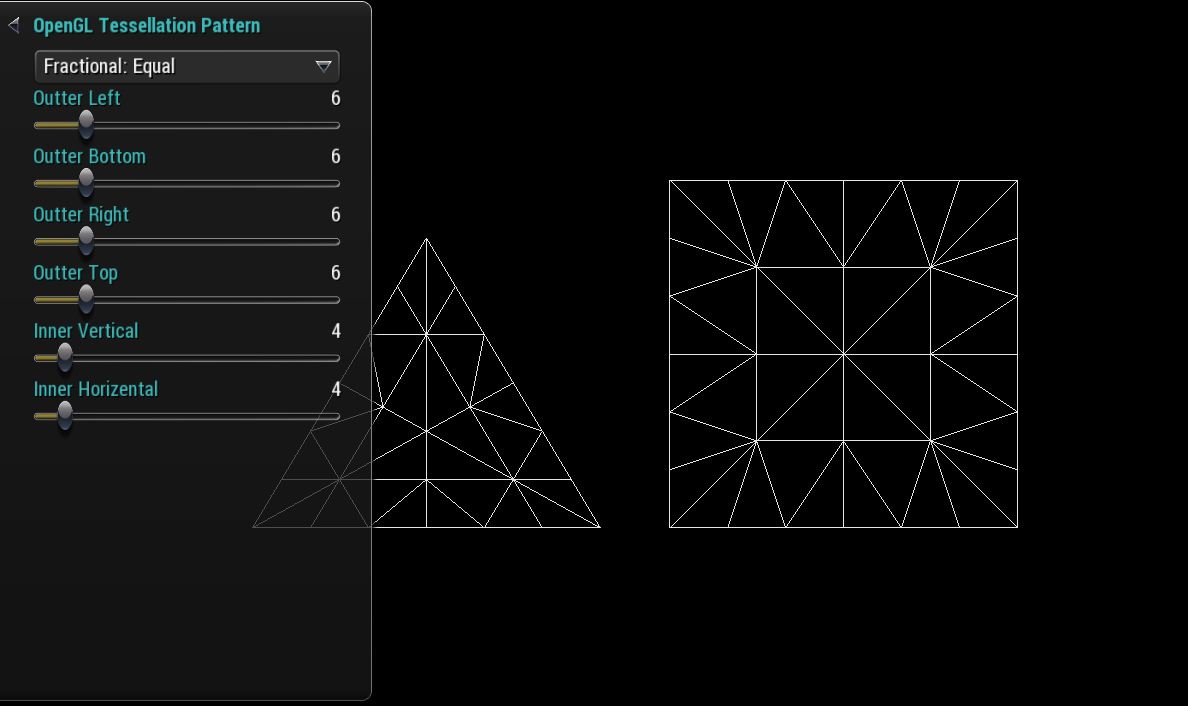 OpenGL Tessellation Pattern
Fractional: Equal
Outter Left 6
Outter Bottom 6
Outter Right 6
Outter Top 6
Inner Vertical 4
Inner Horizental 4